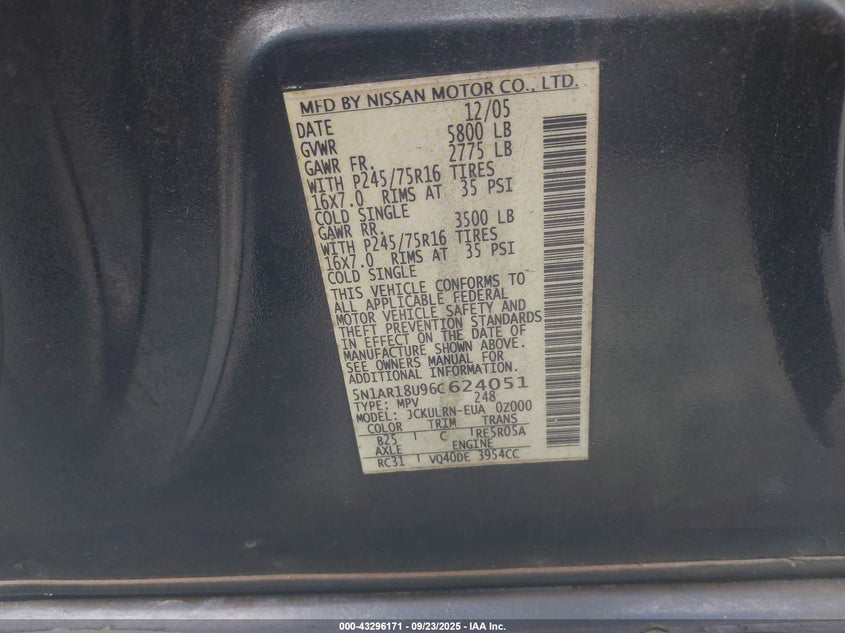 MFD BY NISSAN MOTOR CO., LTD.
DATE 12/05
GVWR 5800 LB
GAWR FR. 2775 LB
WITH P245/75R16 TIRES
16X7.0 RIMS AT 35 PSI
COLD SINGLE
GAWR RR. 3500 LB
WITH P245/75R16 TIRES
16X7.0 RIMS AT 35 PSI
COLD SINGLE
THIS VEHICLE CONFORMS TO
ALL APPLICABLE FEDERAL
MOTOR VEHICLE SAFETY AND
THEFT PREVENTION STANDARDS
IN EFFECT ON THE DATE OF
MANUFACTURE SHOWN ABOVE.
SEE OWNERS MANUAL FOR
ADDITIONAL INFORMATION.
5N1AR18U96C624051
TYPE: MPV 248
MODEL: JCKULRN-EUA 0Z000
COLOR TRIM TRANS
B25 C RE5R05A
AXLE ENGINE
RC31 VQ40DE 3954CC
000-43296171 - 09/23/2025 - IAA Inc.